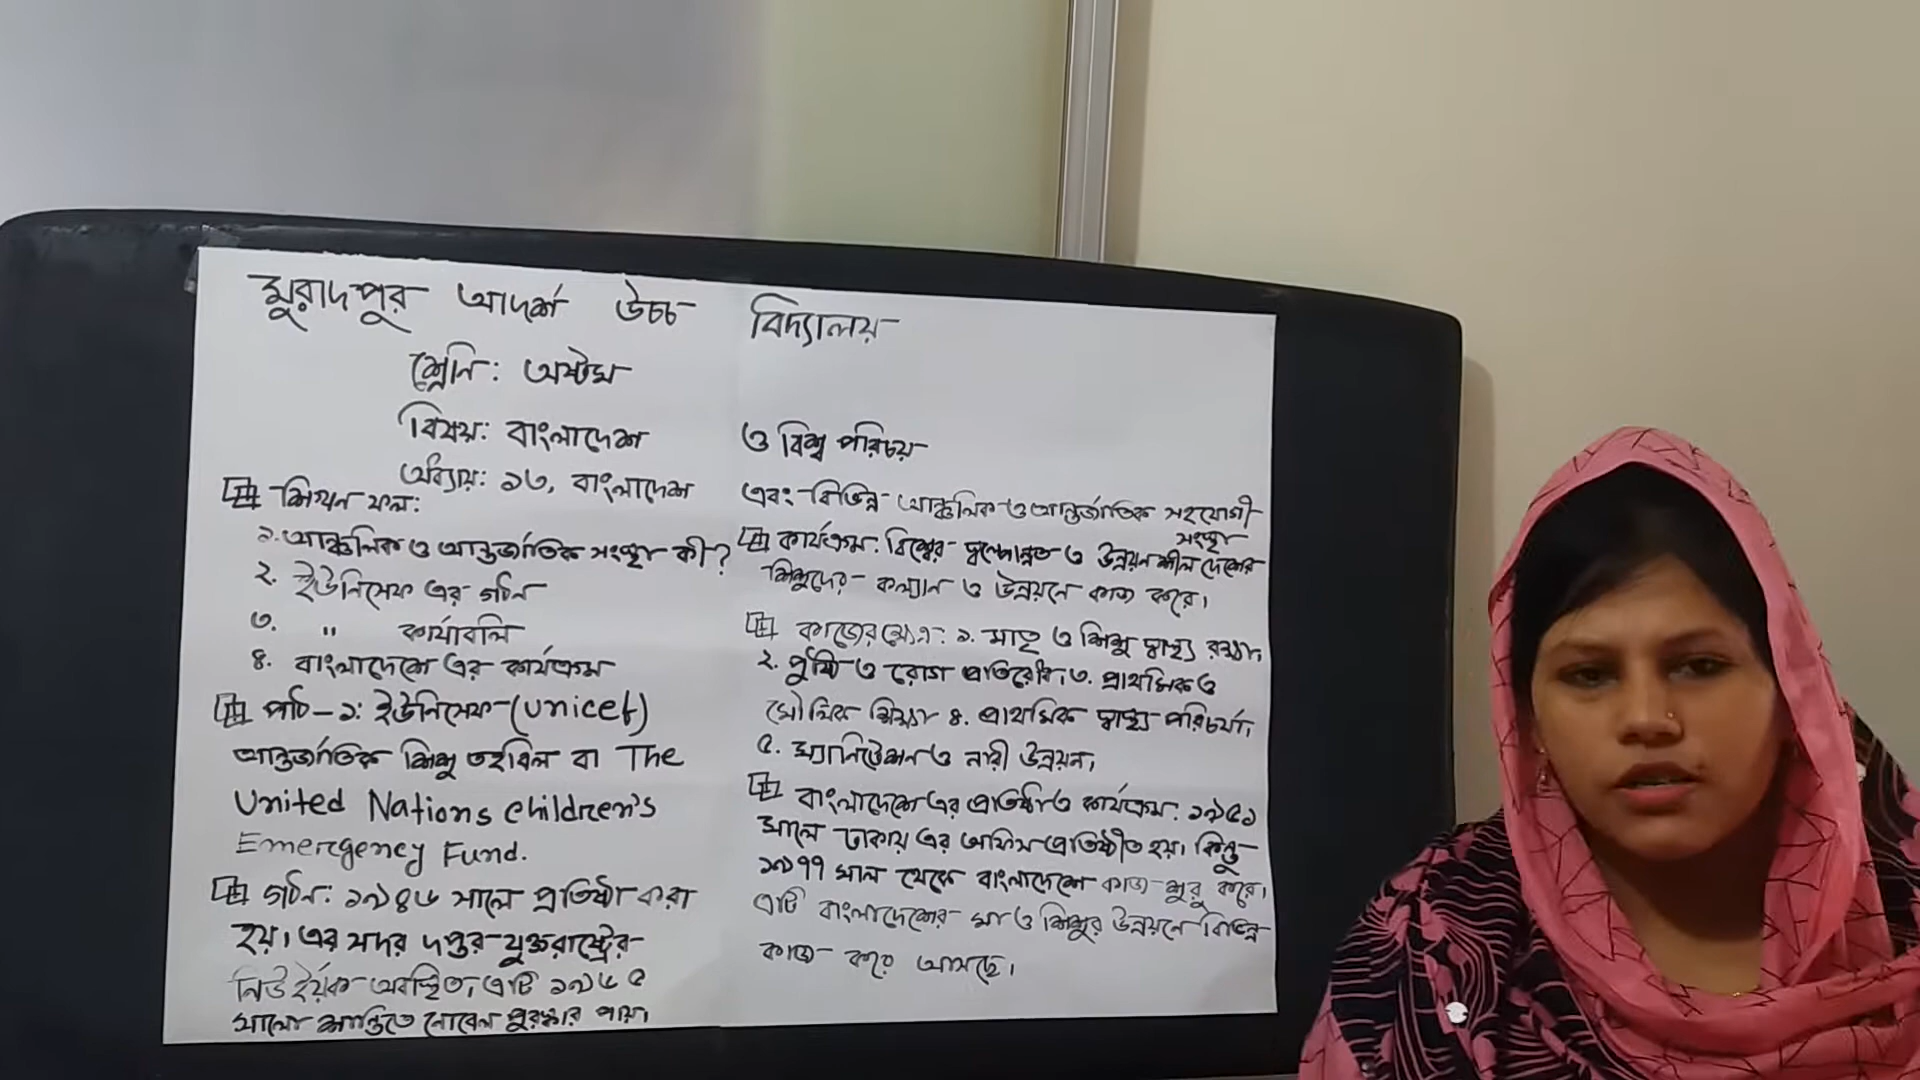 মুরাদপুর আদর্শ উচ্চ বিদ্যালয়
শ্রেনি: অষ্টম
বিষয়: বাংলাদেশ ও বিশ্ব পরিচয়
অধ্যায়: ১৩, বাংলাদেশ এবং বিভিন্ন আঞ্চলিক ও আন্তর্জাতিক সহযোগী সংস্থা
শিখন ফল:
১. আঞ্চলিক ও আন্তর্জাতিক সংস্থা কী?
২. ইউনিসেফ এর গঠন
৩. " কার্যাবলি
৪. বাংলাদেশে এর কার্যক্রম
পাঠ-১: ইউনিসেফ-(unicef)
আন্তর্জাতিক শিশু তহবিল বা The
United Nations children's
Emergency Fund.
গঠন: ১৯৪৬ সালে প্রতিষ্ঠা করা
হয়। এর সদর দপ্তর যুক্তরাষ্ট্রের
নিউইর্য়ক অবস্থিত, এটি ১৯৬৫
সালে শান্তিতে নোবেল পুরস্কার পায়।
কার্যক্রম: বিশ্বের স্বল্পোন্নত ও উন্নয়নশীল দেশের
শিশুদের কল্যান ও উন্নয়নে কাজ করে।
কাজের ক্ষেত্র: ১. মাতৃ ও শিশু স্বাস্থ্য রক্ষা,
২. পুষ্টি ও রোগ প্রতিরোধ, ৩. প্রাথমিক ও
মৌখিক শিক্ষা ৪. প্রাথমিক স্বাস্থ্য পরিচর্যা,
৫. স্যানিটেশন ও নারী উন্নয়ন,
বাংলাদেশে এর প্রতিষ্ঠা ও কার্যক্রম: ১৯৫১
সালে ঢাকায় এর অফিস প্রতিষ্ঠীত হয়। কিন্তু
১৯৭৭ সাল থেকে বাংলাদেশে কাজ শুরু করে।
এটি বাংলাদেশের মা ও শিশুর উন্নয়নে বিভিন্ন
কাজ করে আসছে।